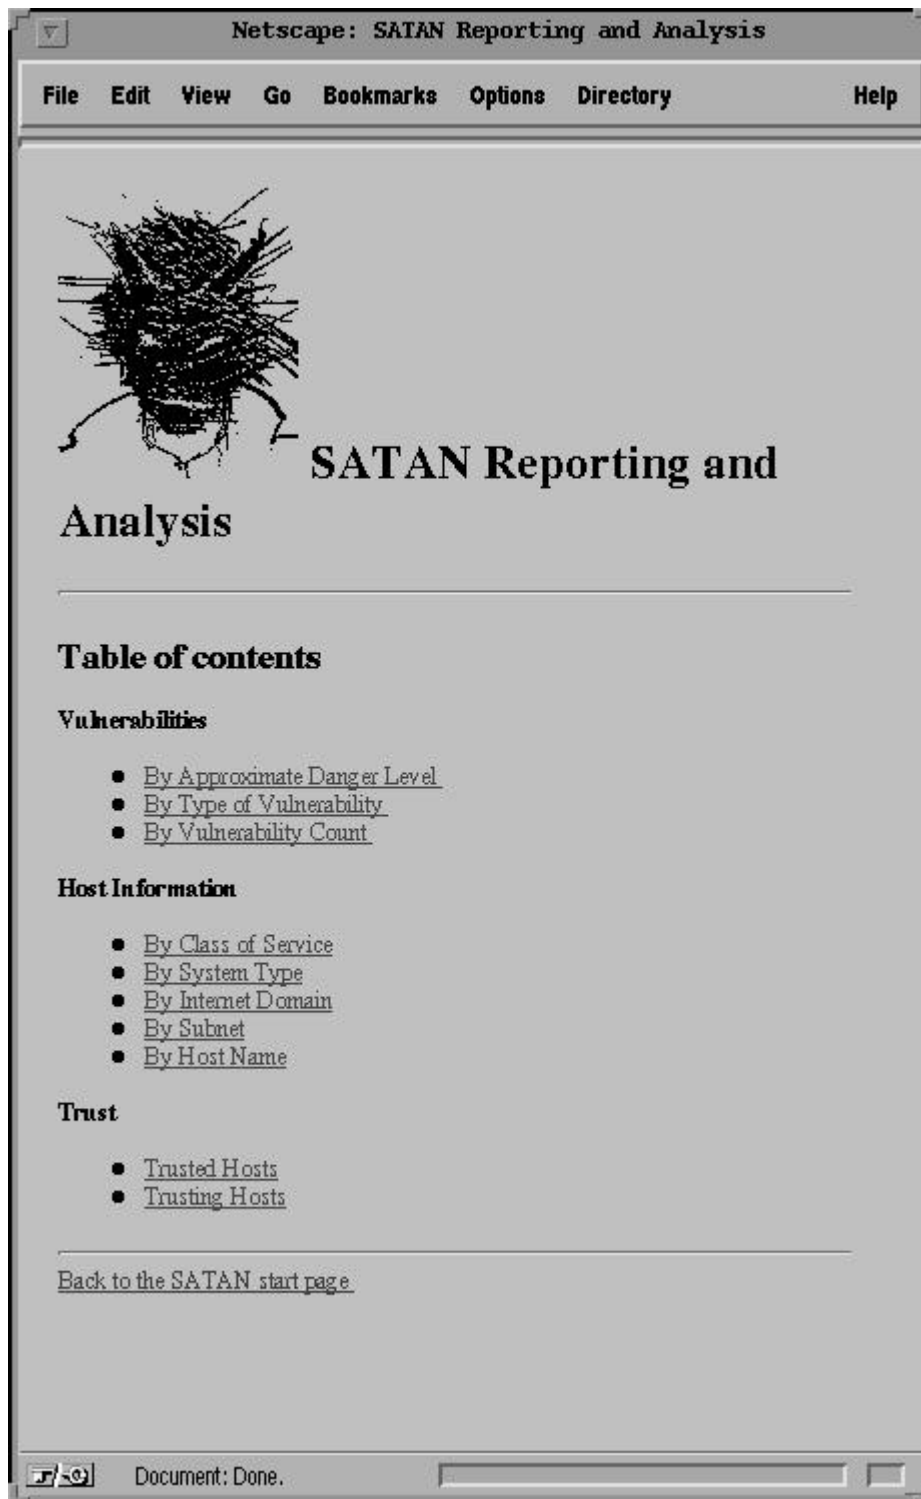 Netscape: SATAN Reporting and Analysis
File Edit View Go Bookmarks Options Directory Help
SATAN Reporting and
Analysis
Table of contents
Vulnerabilities
By Approximate Danger Level
By Type of Vulnerability
By Vulnerability Count
Host Information
By Class of Service
By System Type
By Internet Domain
By Subnet
By Host Name
Trust
Trusted Hosts
Trusting Hosts
Back to the SATAN start page
Document: Done.